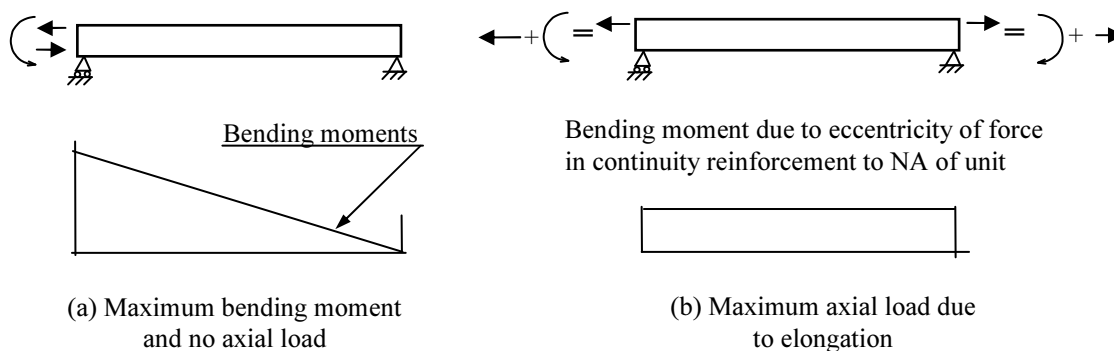 + = = +
Bending moments
Bending moment due to eccentricity of force
in continuity reinforcement to NA of unit
(a) Maximum bending moment
and no axial load
(b) Maximum axial load due
to elongation